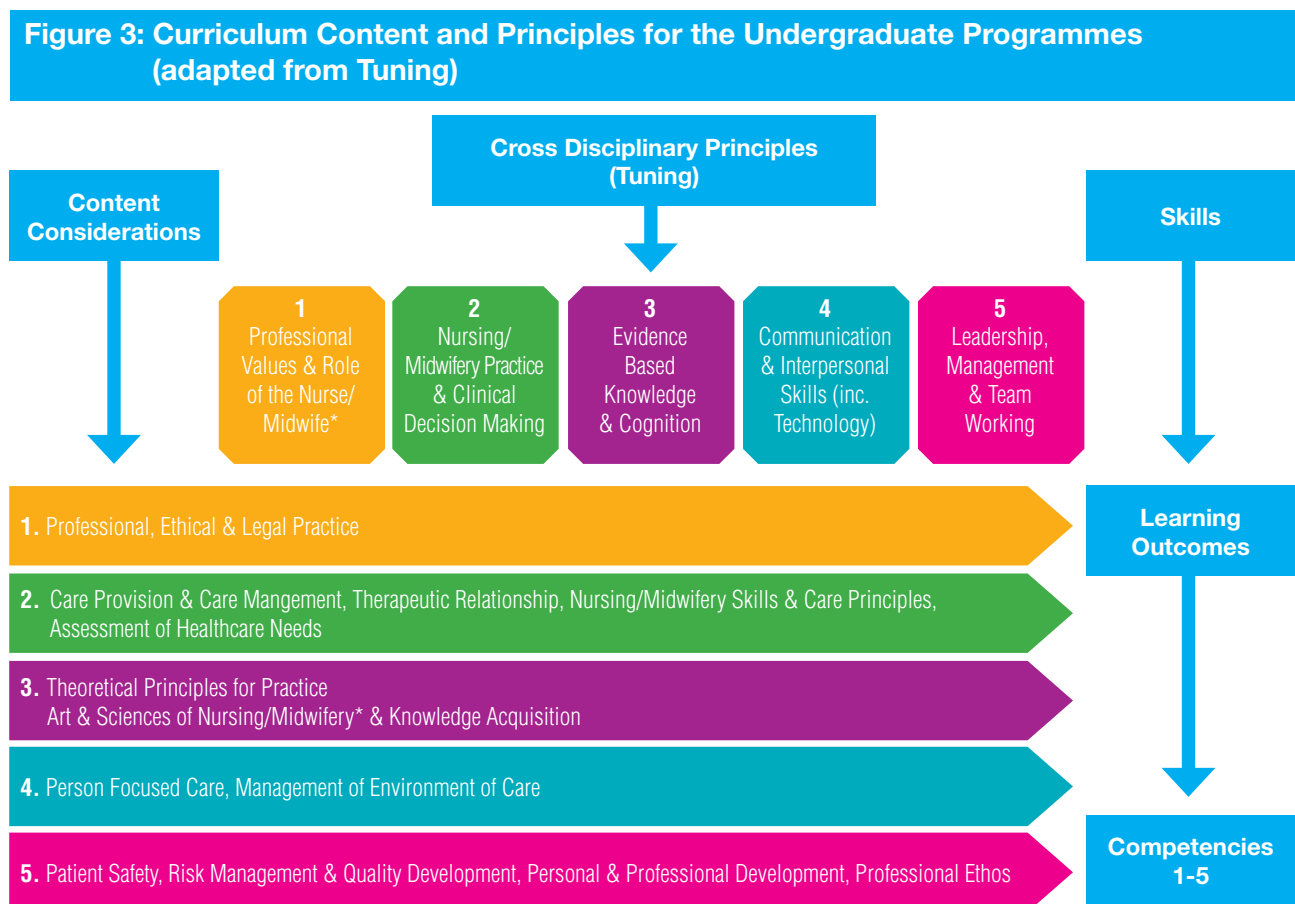 Figure 3: Curriculum Content and Principles for the Undergraduate Programmes
(adapted from Tuning)
Cross Disciplinary Principles
(Tuning)
Content
Considerations
Skills
1
Professional
Values & Role
of the Nurse/
Midwife*
2
Nursing/
Midwifery Practice
& Clinical
Decision Making
3
Evidence
Based
Knowledge
& Cognition
4
Communication
& Interpersonal
Skills (inc.
Technology)
5
Leadership,
Management
& Team
Working
1. Professional, Ethical & Legal Practice
2. Care Provision & Care Mangement, Therapeutic Relationship, Nursing/Midwifery Skills & Care Principles,
Assessment of Healthcare Needs
3. Theoretical Principles for Practice
Art & Sciences of Nursing/Midwifery* & Knowledge Acquisition
4. Person Focused Care, Management of Environment of Care
5. Patient Safety, Risk Management & Quality Development, Personal & Professional Development, Professional Ethos
Learning
Outcomes
Competencies
1-5